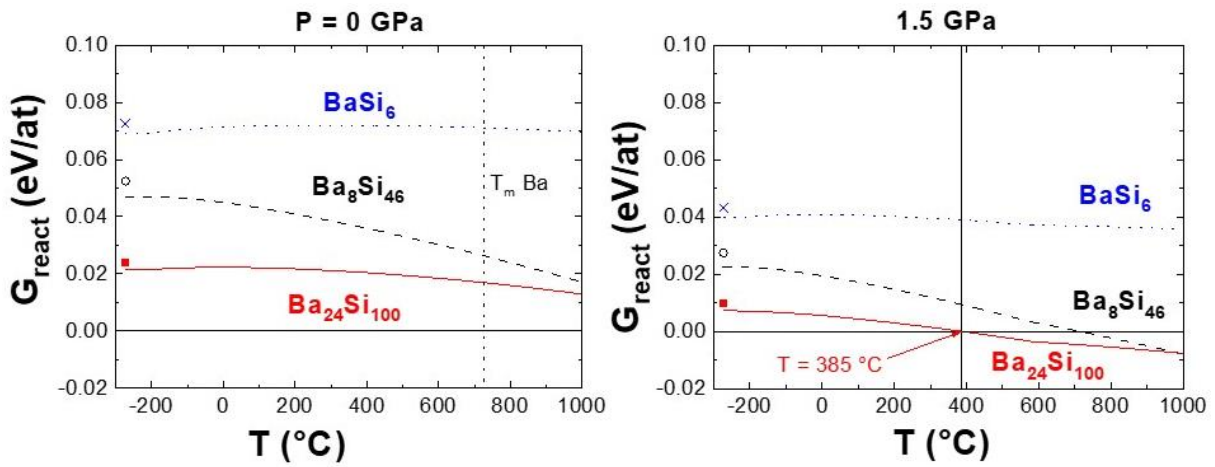 P = 0 GPa
G_react (eV/at)
0.10
0.08
0.06
0.04
0.02
0.00
-0.02
BaSi₆
Ba₈Si₄₆
Ba₂₄Si₁₀₀
Tₘ Ba
-200 0 200 400 600 800 1000
T (°C)
1.5 GPa
G_react (eV/at)
0.10
0.08
0.06
0.04
0.02
0.00
-0.02
BaSi₆
Ba₈Si₄₆
Ba₂₄Si₁₀₀
T = 385 °C
-200 0 200 400 600 800 1000
T (°C)